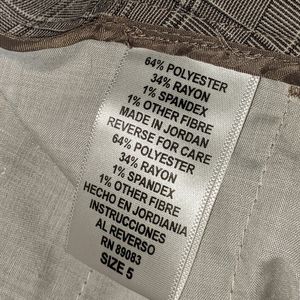 64% POLYESTER
34% RAYON
1% SPANDEX
1% OTHER FIBRE
MADE IN JORDAN
REVERSE FOR CARE
64% POLYESTER
34% RAYON
1% SPANDEX
1% OTHER FIBRE
HECHO EN JORDIANIA
INSTRUCCIONES
AL REVERSO
RN 89083
SIZE 5